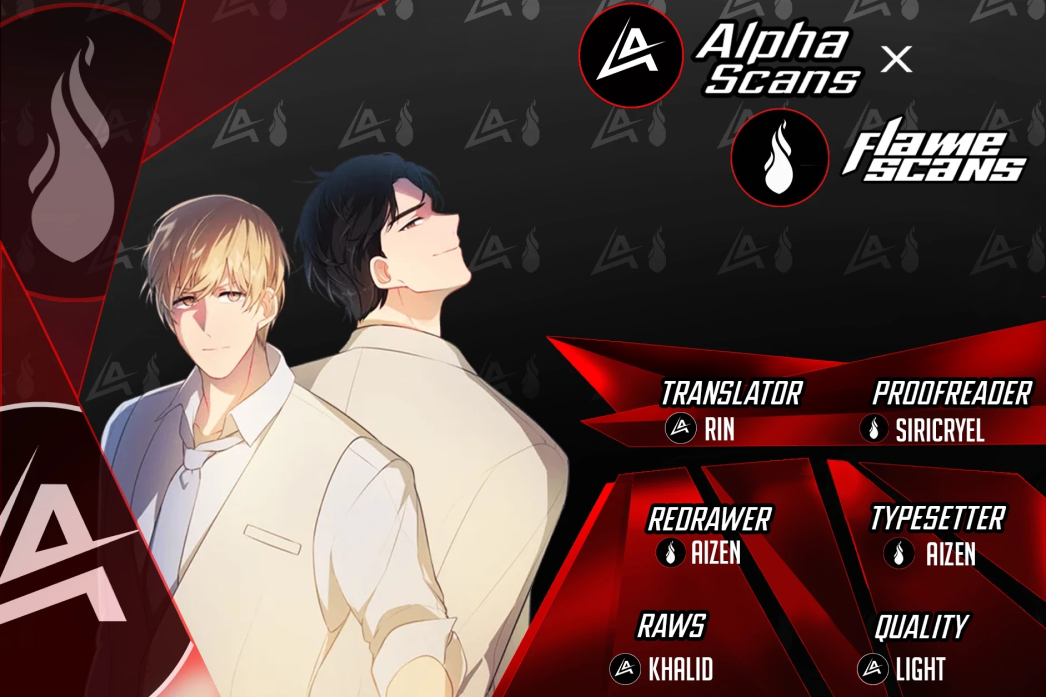 Alpha
Scans X
Flame
Scans
TRANSLATOR
RIN
PROOFREADER
SIRICRYEL
REDRAWER
AIZEN
TYPESETTER
AIZEN
RAWS
KHALID
QUALITY
LIGHT